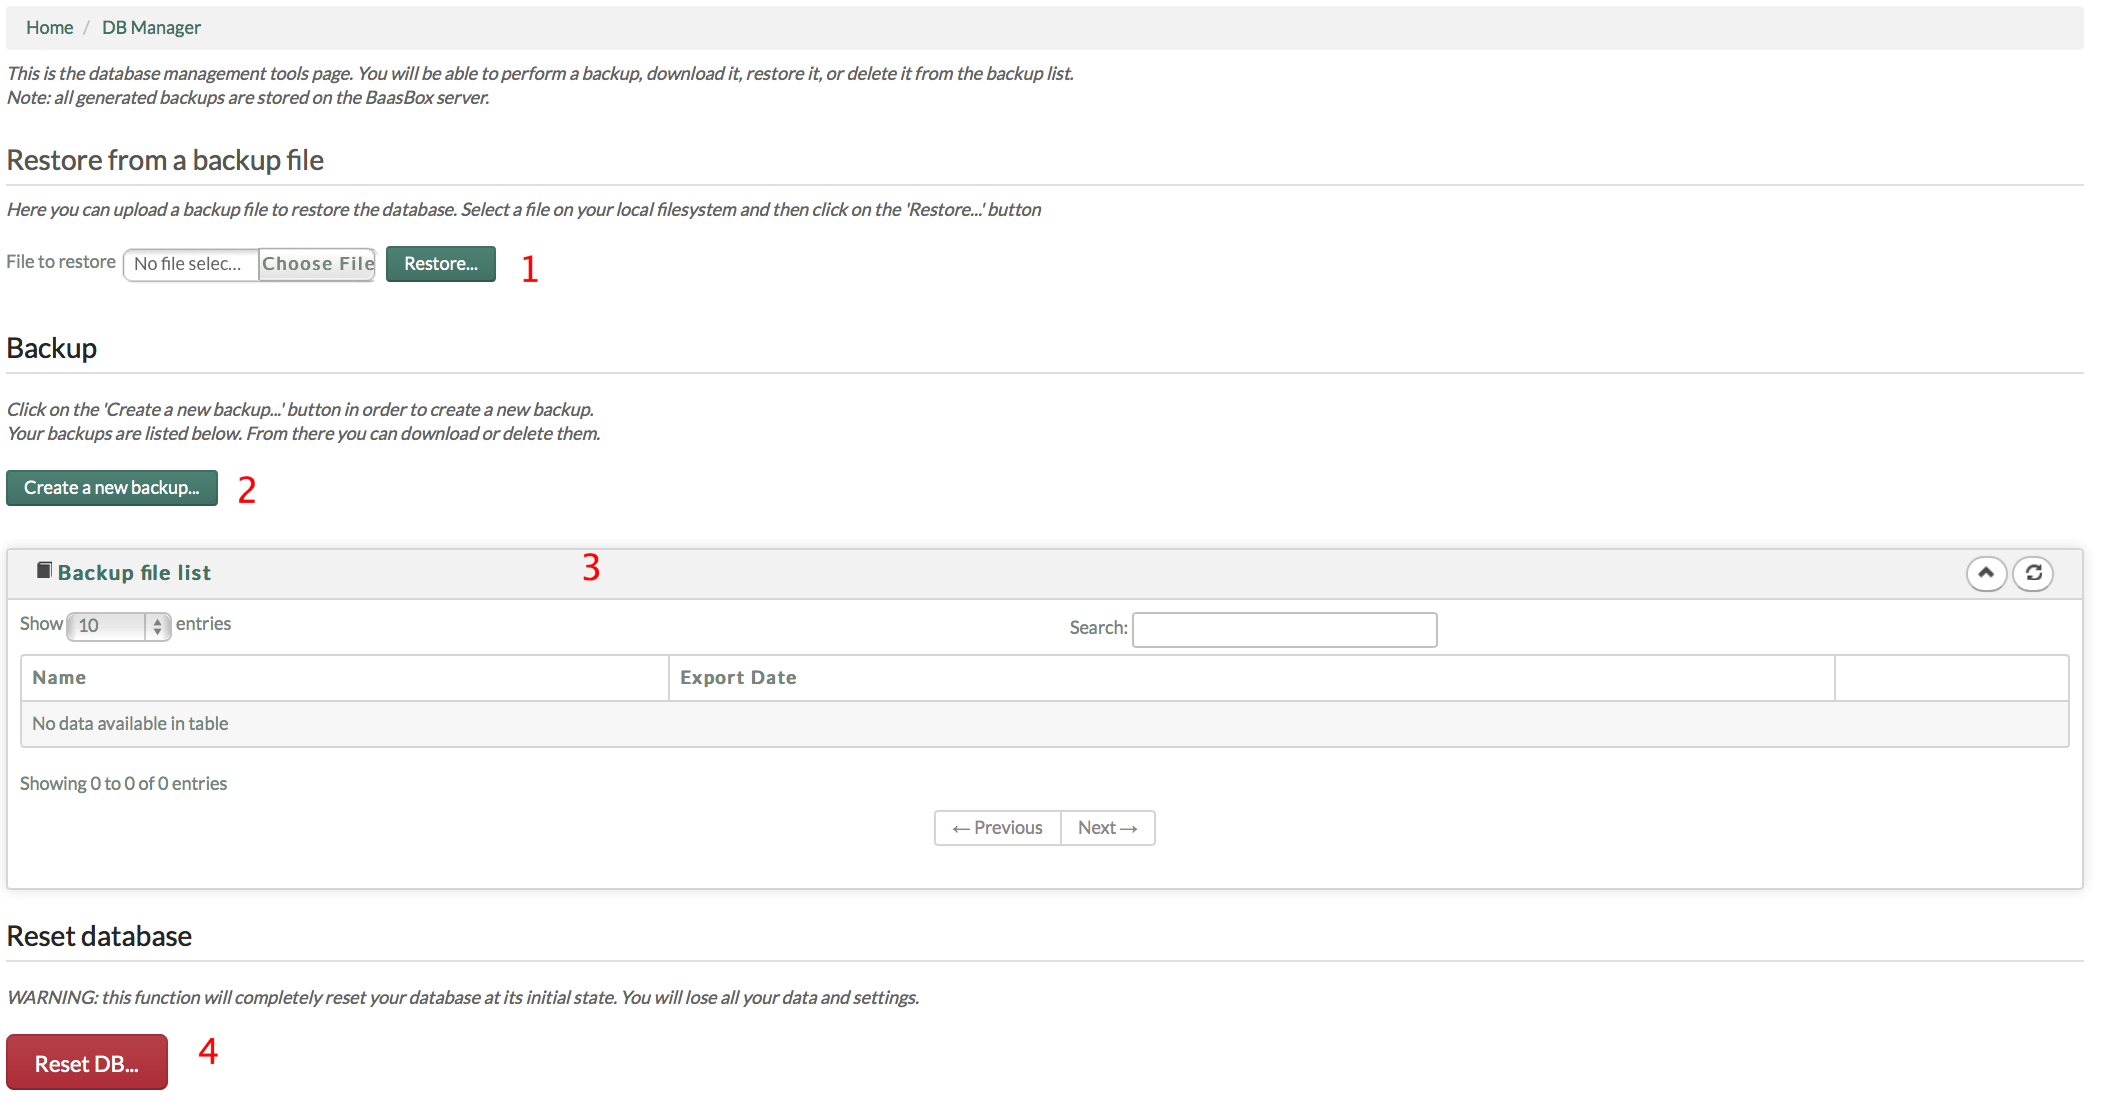 Home / DB Manager
This is the database management tools page. You will be able to perform a backup, download it, restore it, or delete it from the backup list.
Note: all generated backups are stored on the BaasBox server.
Restore from a backup file
Here you can upload a backup file to restore the database. Select a file on your local filesystem and then click on the 'Restore...' button
File to restore No file selec... Choose File Restore... 1
Backup
Click on the 'Create a new backup...' button in order to create a new backup.
Your backups are listed below. From there you can download or delete them.
Create a new backup... 2
Backup file list 3
Show 10 entries Search:
Name Export Date
No data available in table
Showing 0 to 0 of 0 entries
← Previous Next →
Reset database
WARNING: this function will completely reset your database at its initial state. You will lose all your data and settings.
Reset DB... 4